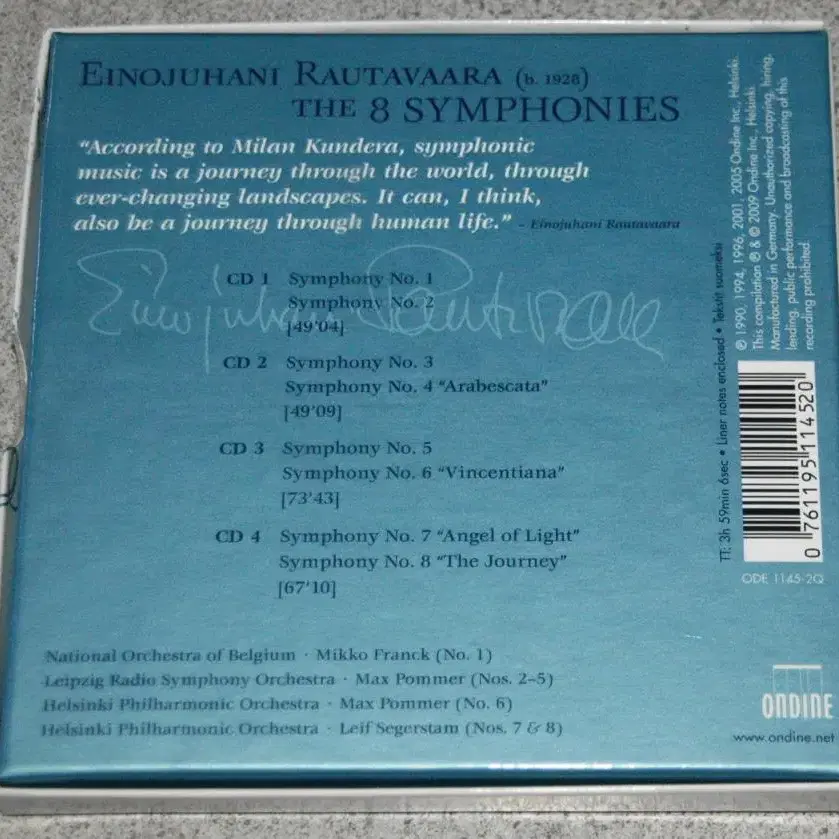 EINOJUHANI RAUTAVAARA (b. 1928)
THE 8 SYMPHONIES
"According to Milan Kundera, symphonic
music is a journey through the world, through
ever-changing landscapes. It can, I think,
also be a journey through human life." – Einojuhani Rautavaara
Einojuhani Rautavaara
CD 1 Symphony No. 1
Symphony No. 2
[49'04]
CD 2 Symphony No. 3
Symphony No. 4 "Arabescata"
[49'09]
CD 3 Symphony No. 5
Symphony No. 6 "Vincentiana"
[73'43]
CD 4 Symphony No. 7 "Angel of Light"
Symphony No. 8 "The Journey"
[67'10]
National Orchestra of Belgium · Mikko Franck (No. 1)
Leipzig Radio Symphony Orchestra · Max Pommer (Nos. 2–5)
Helsinki Philharmonic Orchestra · Max Pommer (No. 6)
Helsinki Philharmonic Orchestra · Leif Segerstam (Nos. 7 & 8)
TT: 3h 59min 6sec • Liner notes enclosed • Tekstit suomeksi
℗ 1990, 1994, 1996, 2001, 2005 Ondine Inc., Helsinki.
This compilation ℗ & © 2009 Ondine Inc., Helsinki
Manufactured in Germany. Unauthorized copying, hiring,
lending, public performance and broadcasting of this
recording prohibited.
0 761195 114520
ODE 1145-2Q
ONDINE
www.ondine.net